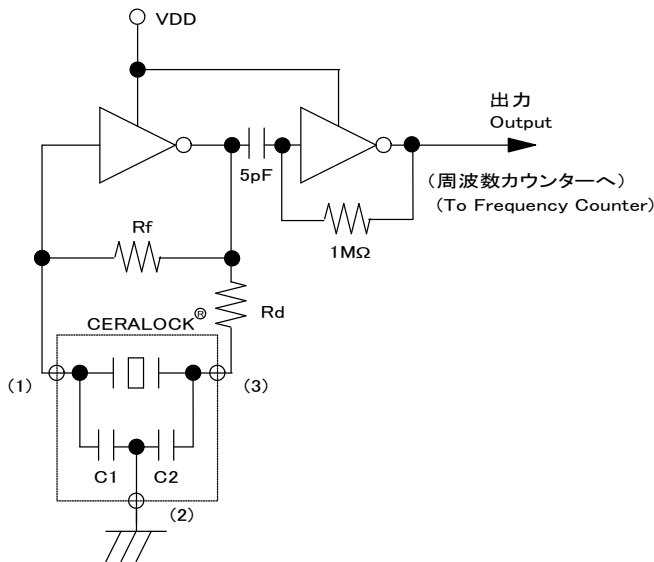 VDD
出力
Output
5pF
(周波数カウンターへ)
(To Frequency Counter)
Rf
1MΩ
Rd
CERALOCK®
(1)
(3)
C1
C2
(2)